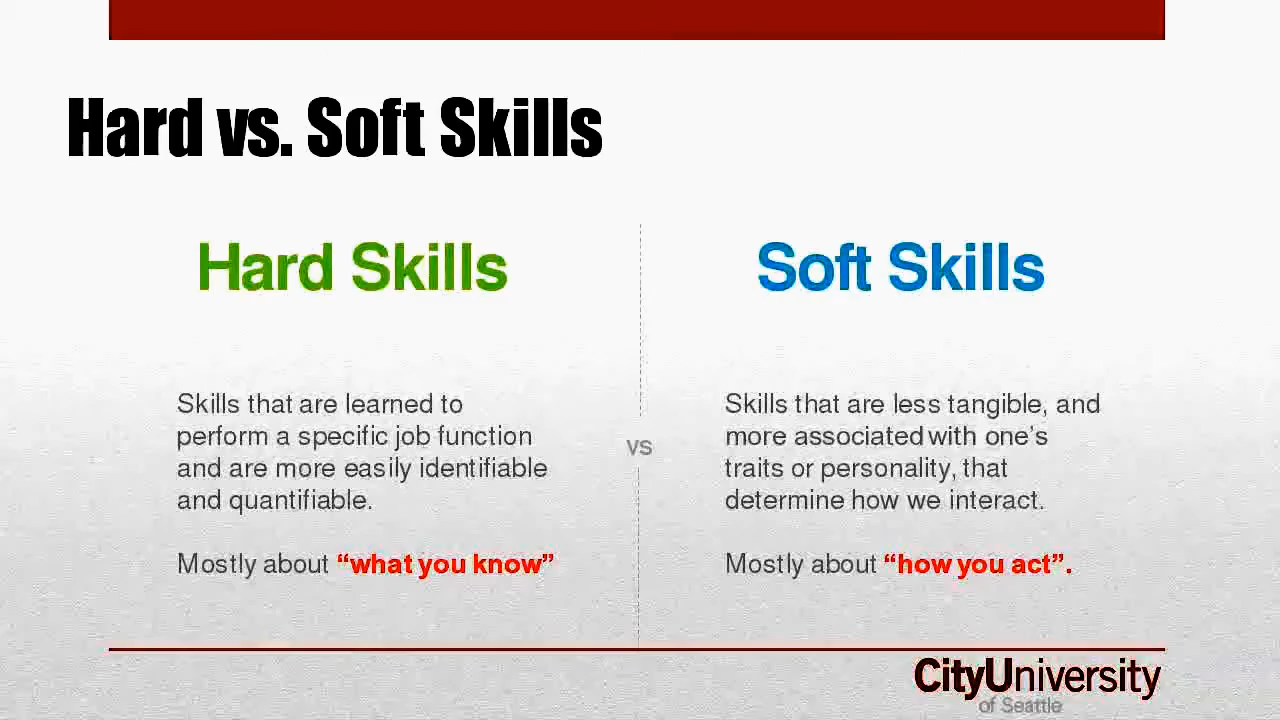 Hard vs. Soft Skills
Hard Skills
Skills that are learned to
perform a specific job function
and are more easily identifiable
and quantifiable.
Mostly about “what you know”
vs
Soft Skills
Skills that are less tangible, and
more associated with one’s
traits or personality, that
determine how we interact.
Mostly about “how you act”.
CityUniversity
of Seattle